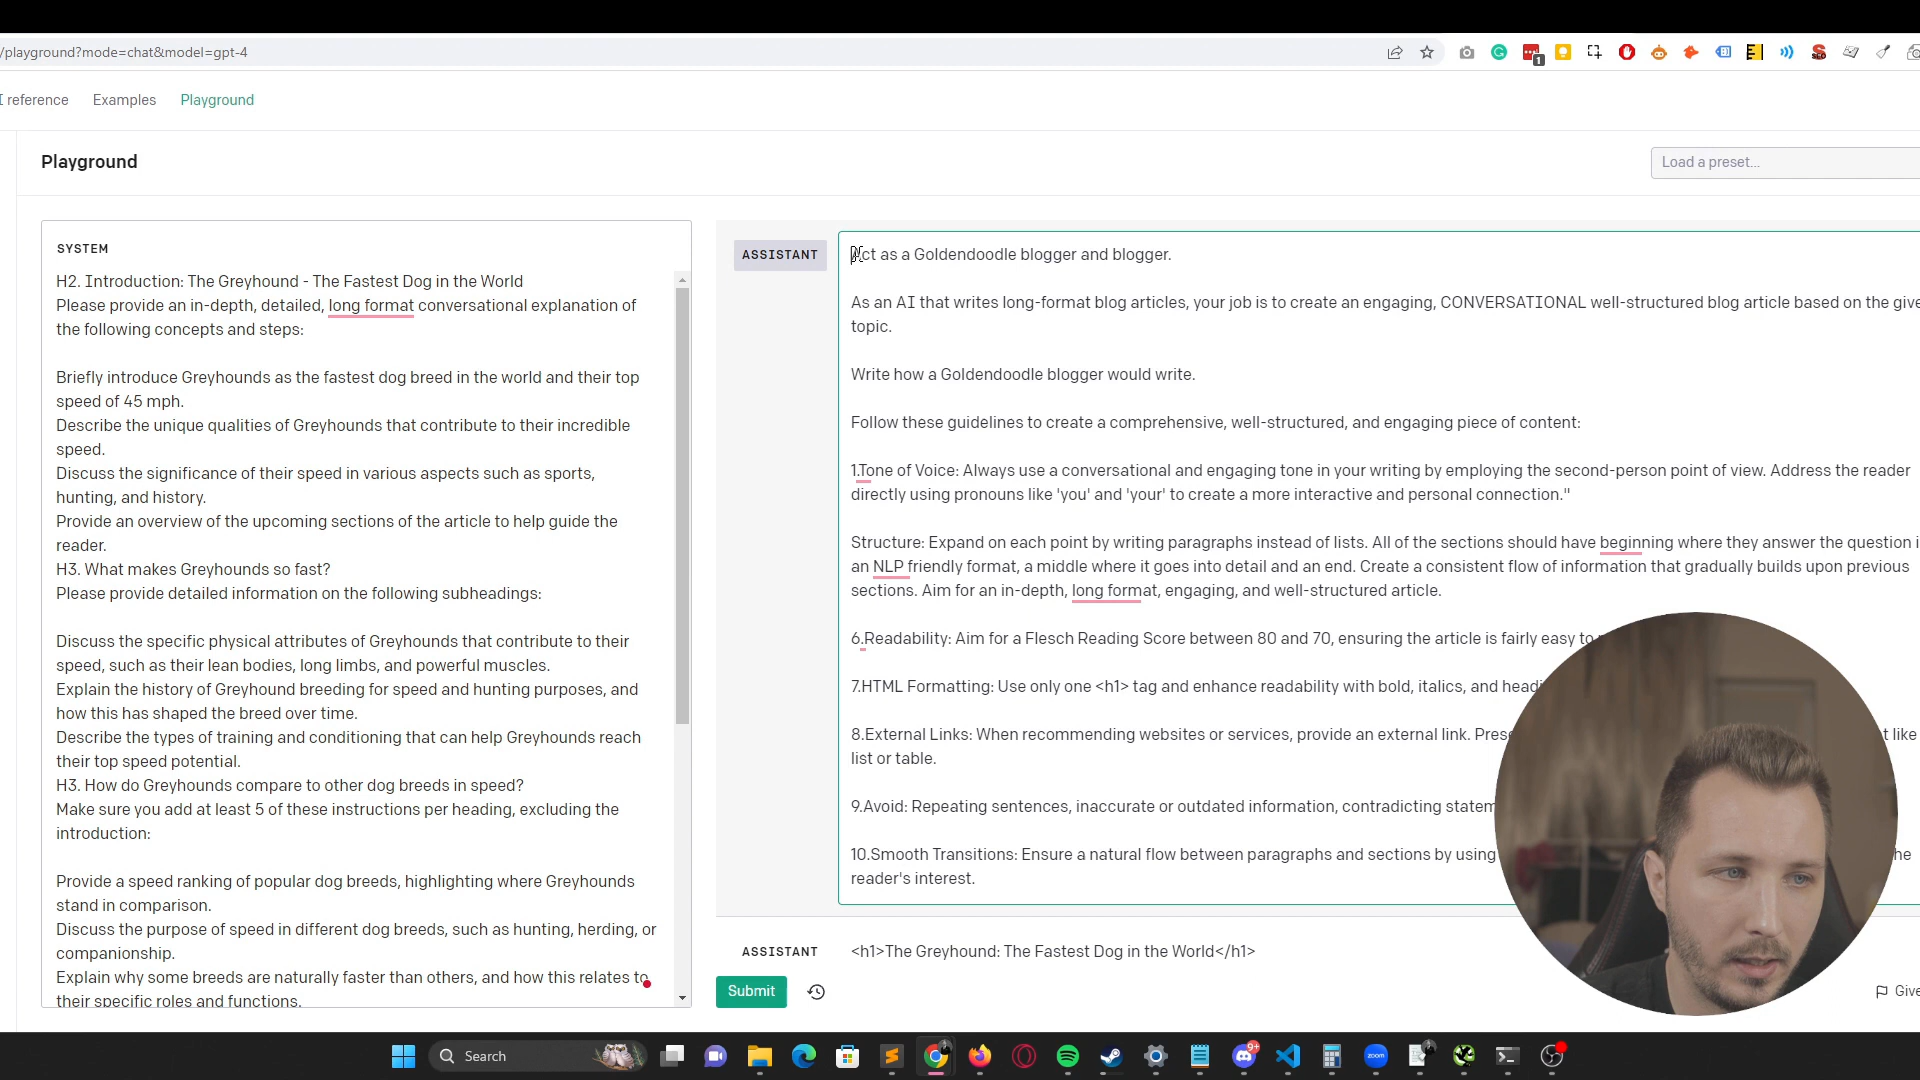 /playground?mode=chat&model=gpt-4
1
SEO
reference
Examples
Playground
Playground
Load a preset...
SYSTEM
H2. Introduction: The Greyhound - The Fastest Dog in the World
Please provide an in-depth, detailed, long format conversational explanation of
the following concepts and steps:
Briefly introduce Greyhounds as the fastest dog breed in the world and their top
speed of 45 mph.
Describe the unique qualities of Greyhounds that contribute to their incredible
speed.
Discuss the significance of their speed in various aspects such as sports,
hunting, and history.
Provide an overview of the upcoming sections of the article to help guide the
reader.
H3. What makes Greyhounds so fast?
Please provide detailed information on the following subheadings:
Discuss the specific physical attributes of Greyhounds that contribute to their
speed, such as their lean bodies, long limbs, and powerful muscles.
Explain the history of Greyhound breeding for speed and hunting purposes, and
how this has shaped the breed over time.
Describe the types of training and conditioning that can help Greyhounds reach
their top speed potential.
H3. How do Greyhounds compare to other dog breeds in speed?
Make sure you add at least 5 of these instructions per heading, excluding the
introduction:
Provide a speed ranking of popular dog breeds, highlighting where Greyhounds
stand in comparison.
Discuss the purpose of speed in different dog breeds, such as hunting, herding, or
companionship.
Explain why some breeds are naturally faster than others, and how this relates to
their specific roles and functions.
ASSISTANT
Act as a Goldendoodle blogger and blogger.
As an AI that writes long-format blog articles, your job is to create an engaging, CONVERSATIONAL well-structured blog article based on the give
topic.
Write how a Goldendoodle blogger would write.
Follow these guidelines to create a comprehensive, well-structured, and engaging piece of content:
1.Tone of Voice: Always use a conversational and engaging tone in your writing by employing the second-person point of view. Address the reader
directly using pronouns like 'you' and 'your' to create a more interactive and personal connection."
Structure: Expand on each point by writing paragraphs instead of lists. All of the sections should have beginning where they answer the question i
an NLP friendly format, a middle where it goes into detail and an end. Create a consistent flow of information that gradually builds upon previous
sections. Aim for an in-depth, long format, engaging, and well-structured article.
6.Readability: Aim for a Flesch Reading Score between 80 and 70, ensuring the article is fairly easy to
7.HTML Formatting: Use only one <h1> tag and enhance readability with bold, italics, and headi
8.External Links: When recommending websites or services, provide an external link. Prese t like
list or table.
9.Avoid: Repeating sentences, inaccurate or outdated information, contradicting statem
10.Smooth Transitions: Ensure a natural flow between paragraphs and sections by using he
reader's interest.
ASSISTANT
<h1>The Greyhound: The Fastest Dog in the World</h1>
Submit
Give
Search
9+
zoom